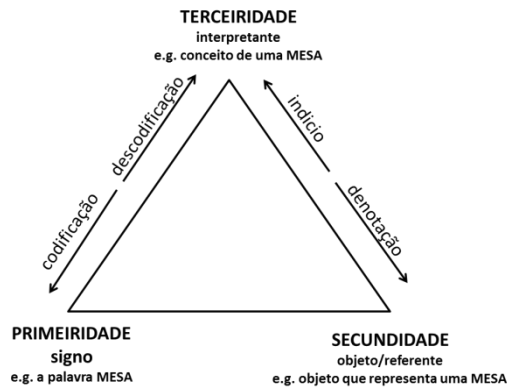 TERCEIRIDADE
interpretante
e.g. conceito de uma MESA
descodificação
indicio
codificação
denotação
PRIMEIRIDADE
signo
e.g. a palavra MESA
SECUNDIDADE
objeto/referente
e.g. objeto que representa uma MESA